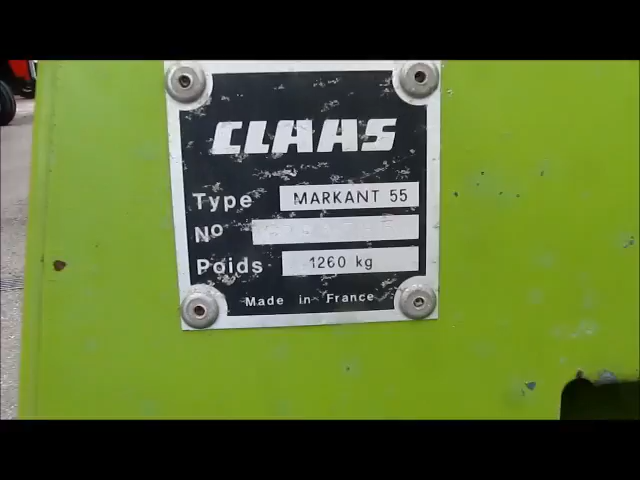 CLAAS
Type MARKANT 55
No
Poids 1260 kg
Made in France